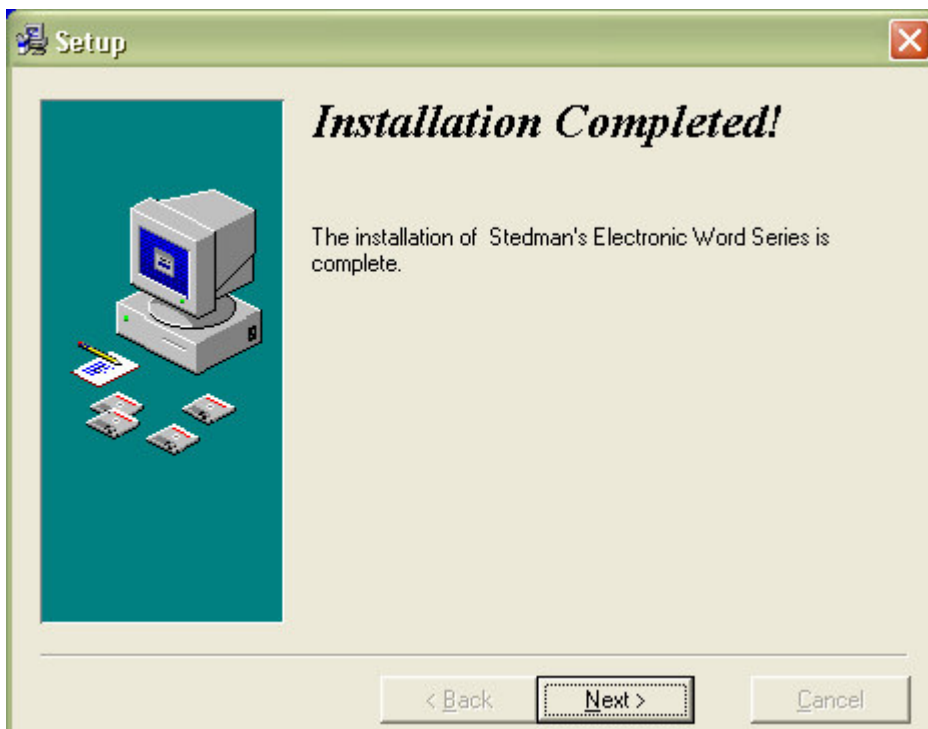 Setup
Installation Completed!
The installation of  Stedman's Electronic Word Series is
complete.
< Back
Next >
Cancel